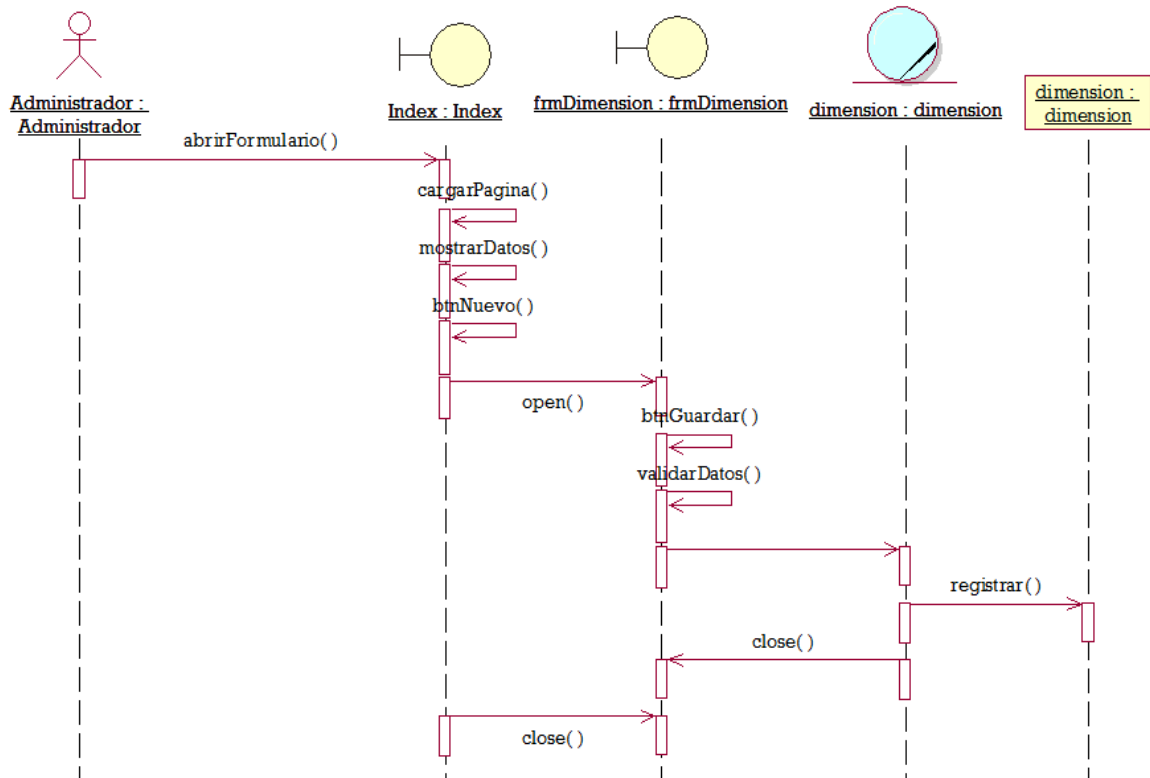 Administrador :
Administrador
Index : Index
frmDimension : frmDimension
dimension : dimension
dimension :
dimension
abrirFormulario( )
cargarPagina( )
mostrarDatos( )
btnNuevo( )
open( )
btnGuardar( )
validarDatos( )
registrar( )
close( )
close( )